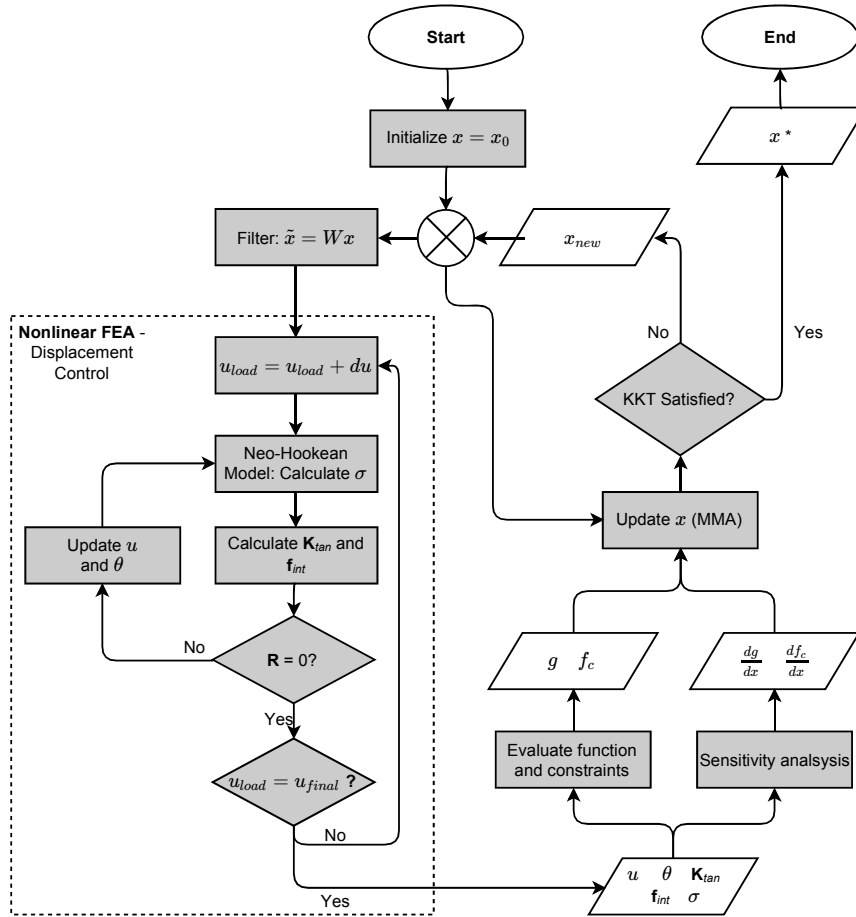 Start
End
Initialize x = x₀
x *
Filter: x̃ = Wx
x_new
Nonlinear FEA -
Displacement
Control
u_load = u_load + du
No
Yes
KKT Satisfied?
Neo-Hookean
Model: Calculate σ
Update x (MMA)
Update u
and θ
Calculate K_tan and
f_int
No
R = 0?
g f_c
dg/dx df_c/dx
Yes
Evaluate function
and constraints
Sensitivity analsysis
u_load = u_final ?
No
Yes
u θ K_tan
f_int σ